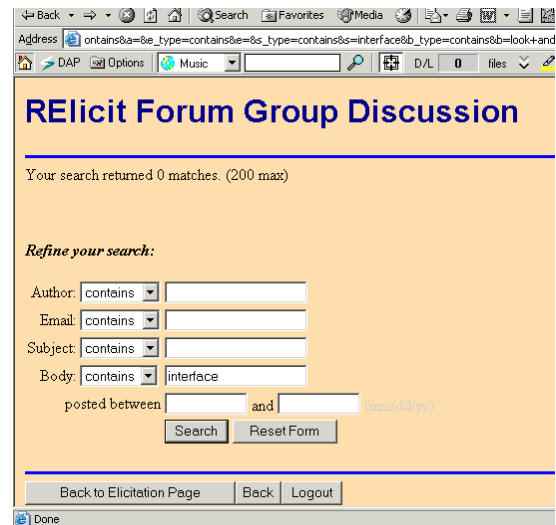 Back Search Favorites Media
Address ontains&a=&e_type=contains&e=&s_type=contains&s=interface&b_type=contains&b=look+and
DAP Options Music D/L 0 files
RElicit Forum Group Discussion
Your search returned 0 matches. (200 max)
Refine your search:
Author: contains
Email: contains
Subject: contains
Body: contains interface
posted between and (mm/dd/yy)
Search Reset Form
Back to Elicitation Page Back Logout
Done